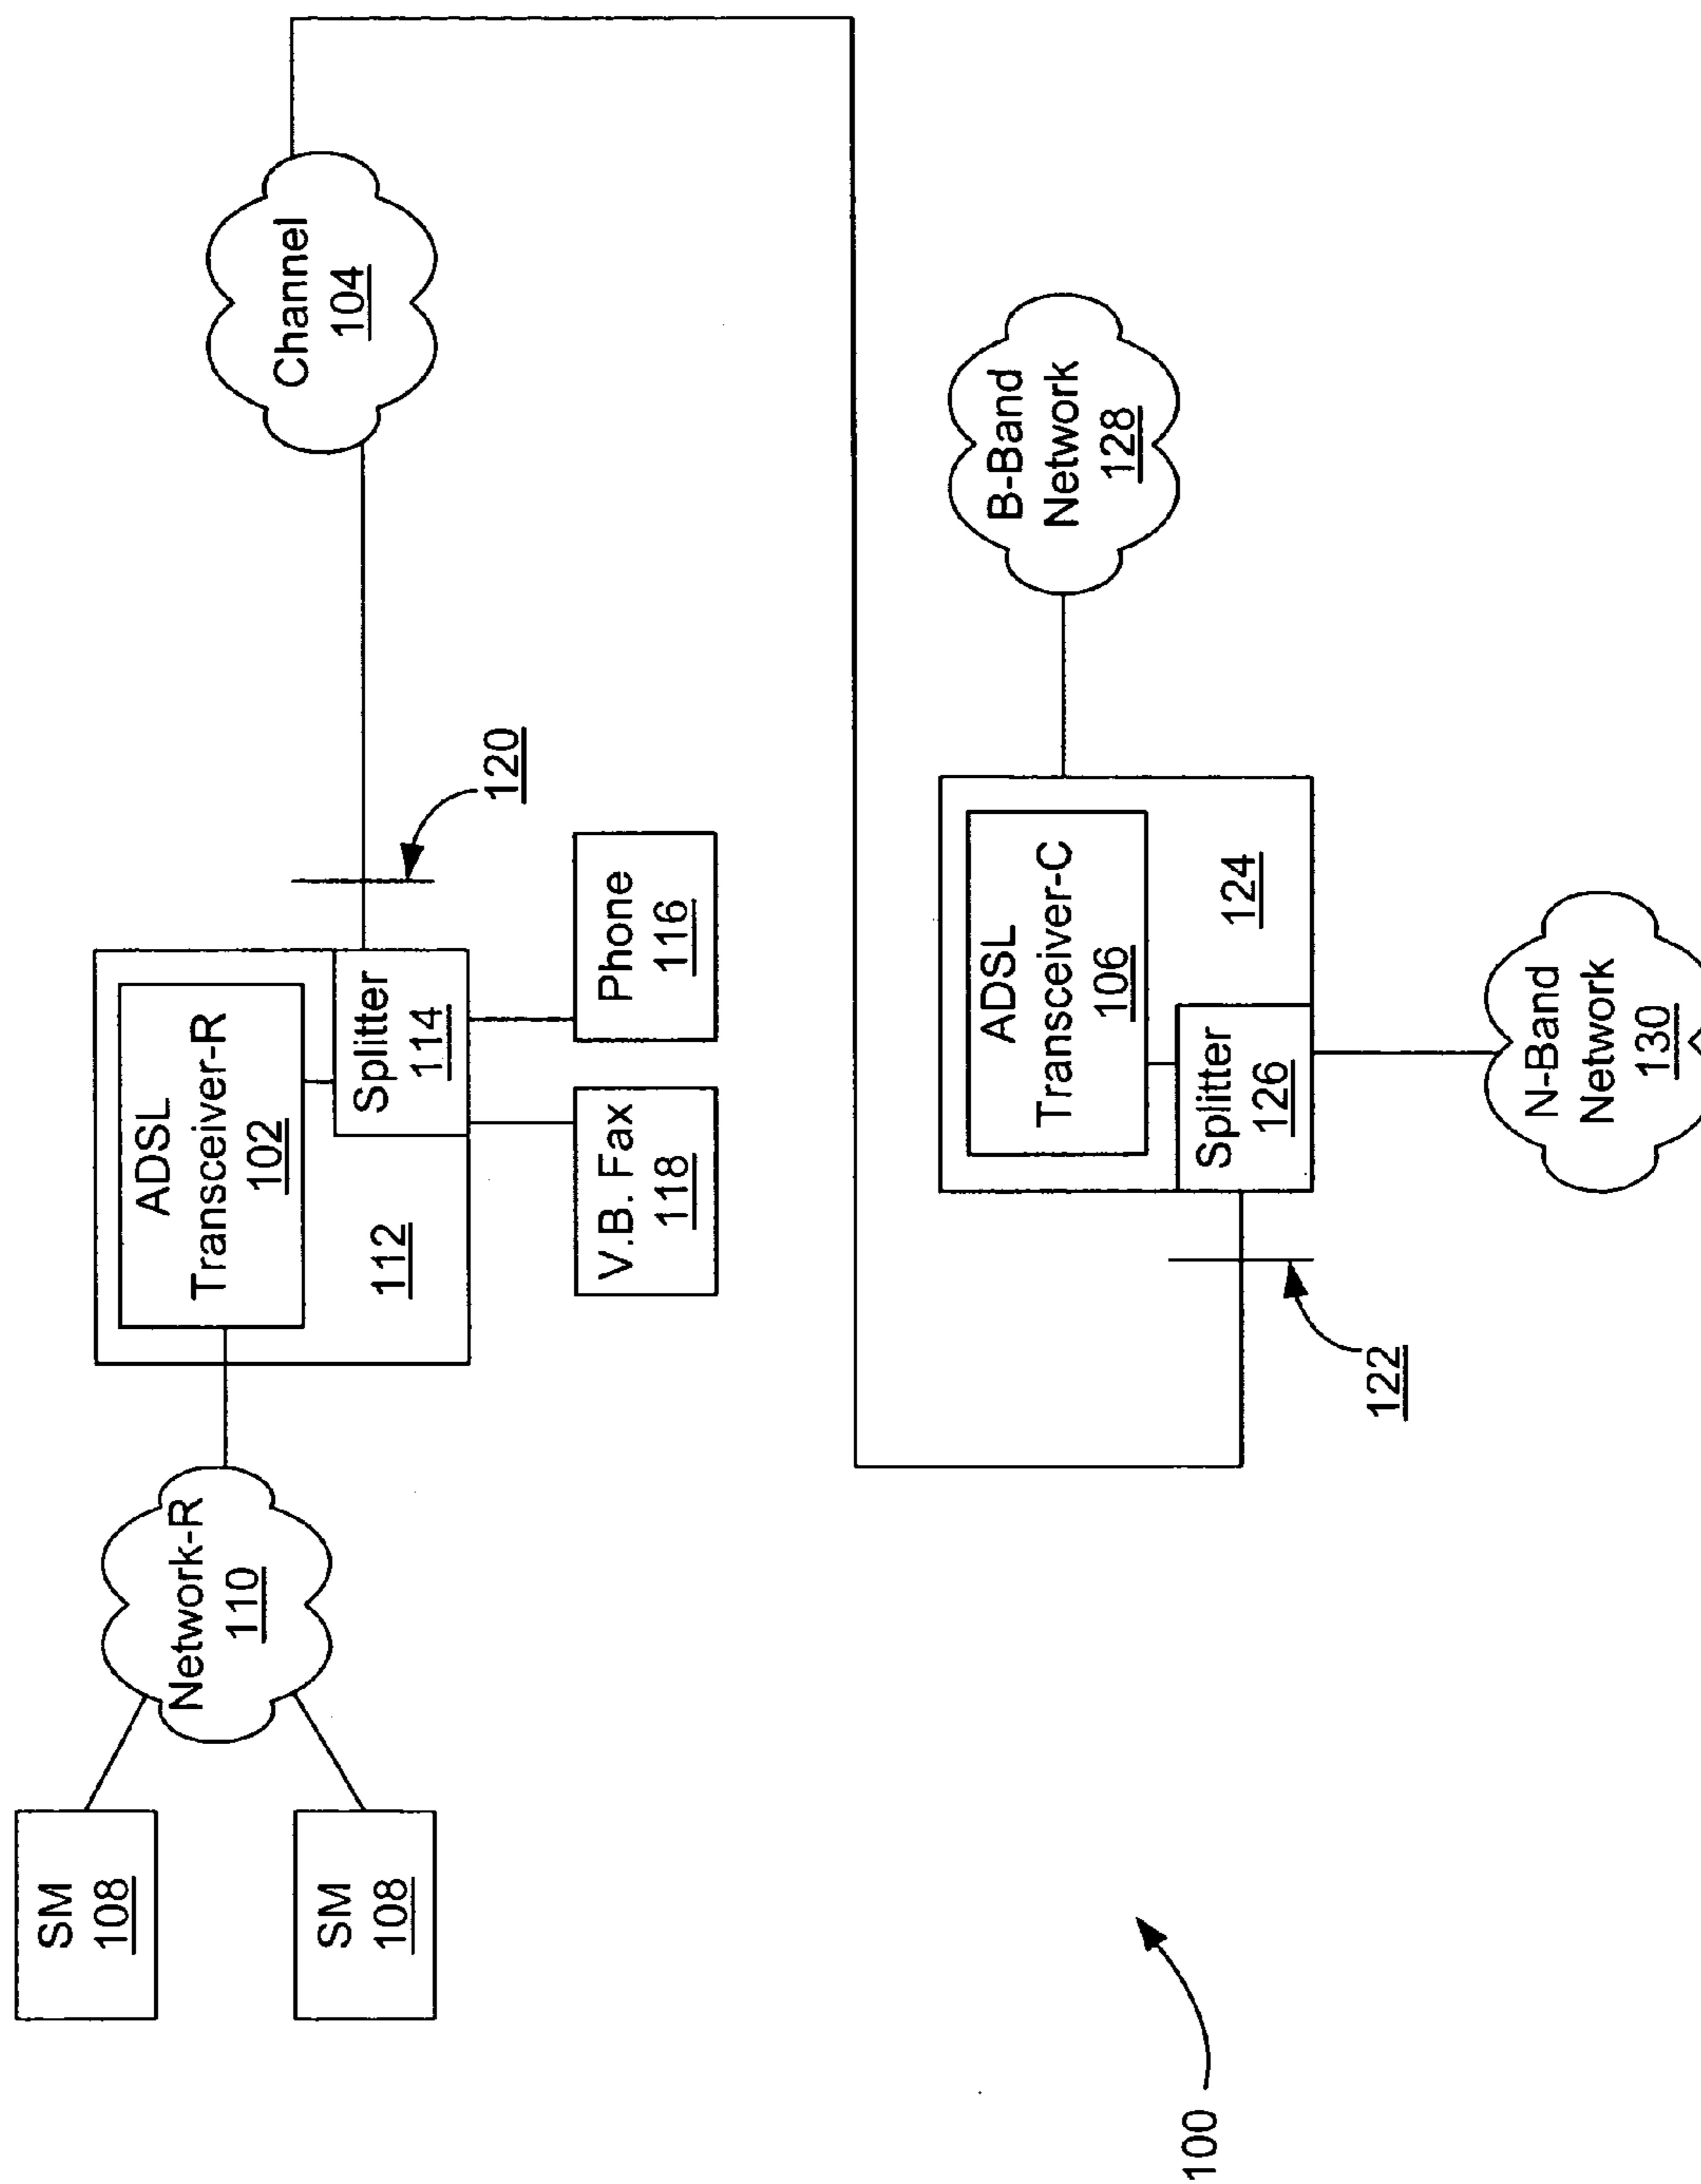 SM
108
SM
108
Network-R
110
ADSL
Transceiver-R
102
112
Splitter
114
V.B. Fax
118
Phone
116
120
Channel
104
100
122
ADSL
Transceiver-C
106
Splitter
126
124
B-Band
Network
128
N-Band
Network
130